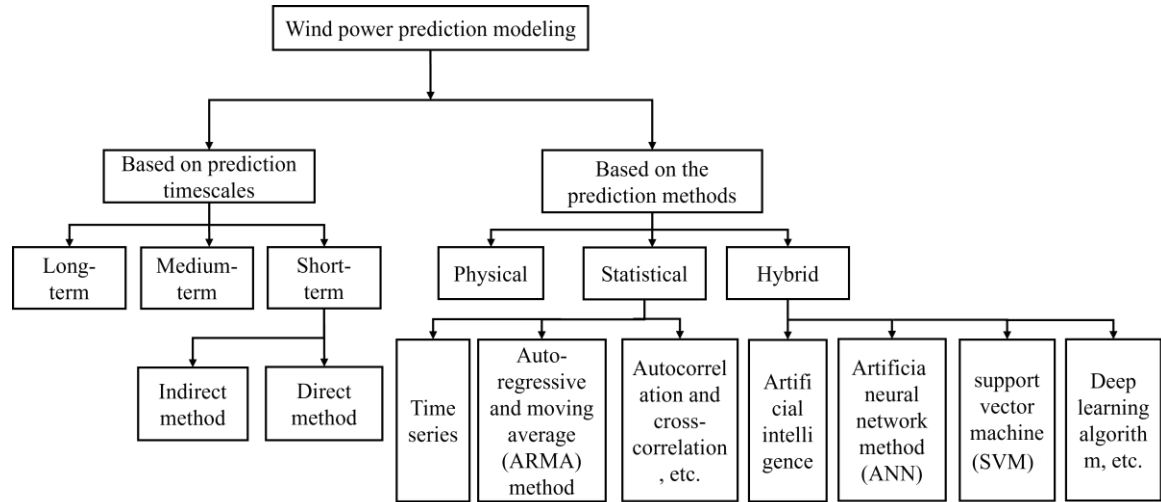 Wind power prediction modeling
Based on prediction
timescales
Based on the
prediction methods
Long-
term
Medium-
term
Short-
term
Physical
Statistical
Hybrid
Indirect
method
Direct
method
Time
series
Auto-
regressive
and moving
average
(ARMA)
method
Autocorrel
ation and
cross-
correlation
, etc.
Artifi
cial
intelli
gence
Artificia
neural
network
method
(ANN)
support
vector
machine
(SVM)
Deep
learning
algorith
m, etc.